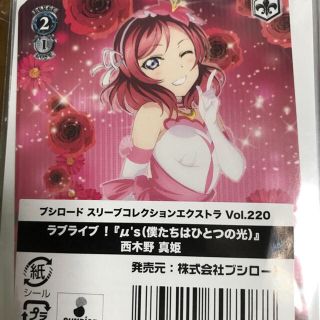 2
1
ブシロード スリーブコレクションエクストラ Vol.220
ラブライブ！『μ's(僕たちはひとつの光)』
西木野 真姫
発売元：株式会社ブシロー
紙
シール
プラ